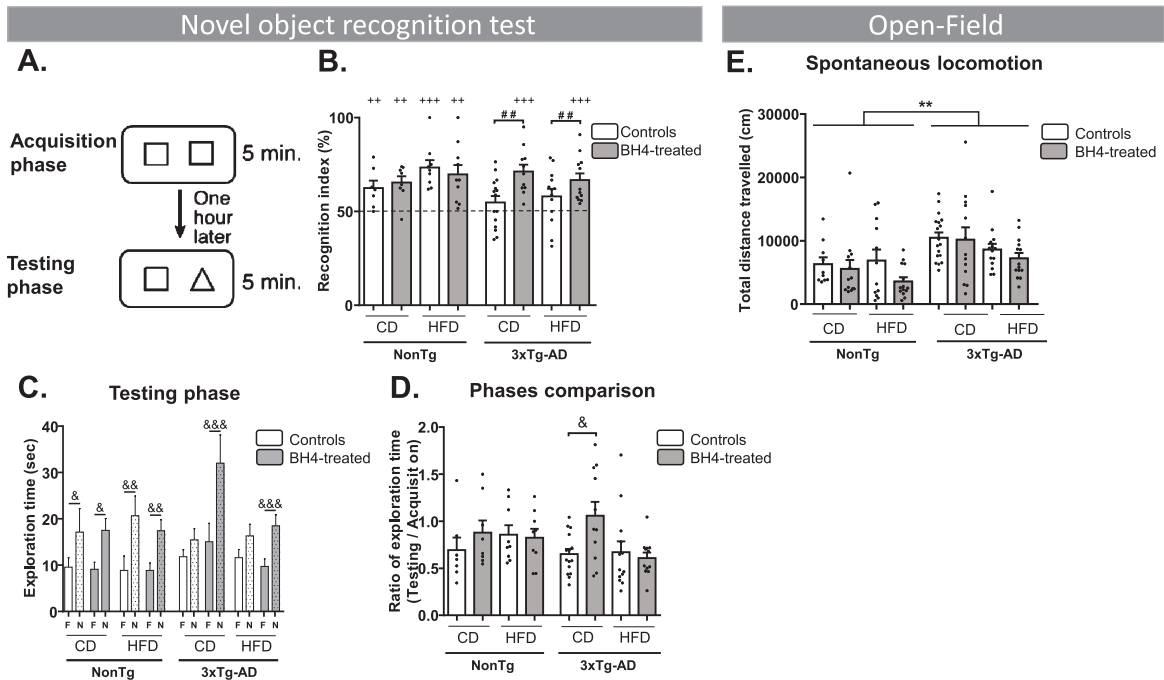 Novel object recognition test
Open-Field
A.
Acquisition
phase
5 min.
One
hour
later
Testing
phase
5 min.
B.
Recognition index (%)
100
50
0
++ ++ +++ ++ +++ +++
## ##
Controls
BH4-treated
CD HFD CD HFD
NonTg 3xTg-AD
E.
Spontaneous locomotion
Total distance travelled (cm)
30000
20000
10000
0
**
Controls
BH4-treated
CD HFD CD HFD
NonTg 3xTg-AD
C.
Testing phase
Exploration time (sec)
40
30
20
10
0
& & && && &&& &&&
Controls
BH4-treated
F N F N F N F N F N F N F N F N
CD HFD CD HFD
NonTg 3xTg-AD
D.
Phases comparison
Ratio of exploration time
(Testing / Acquisit on)
2.0
1.5
1.0
0.5
0.0
&
Controls
BH4-treated
CD HFD CD HFD
NonTg 3xTg-AD